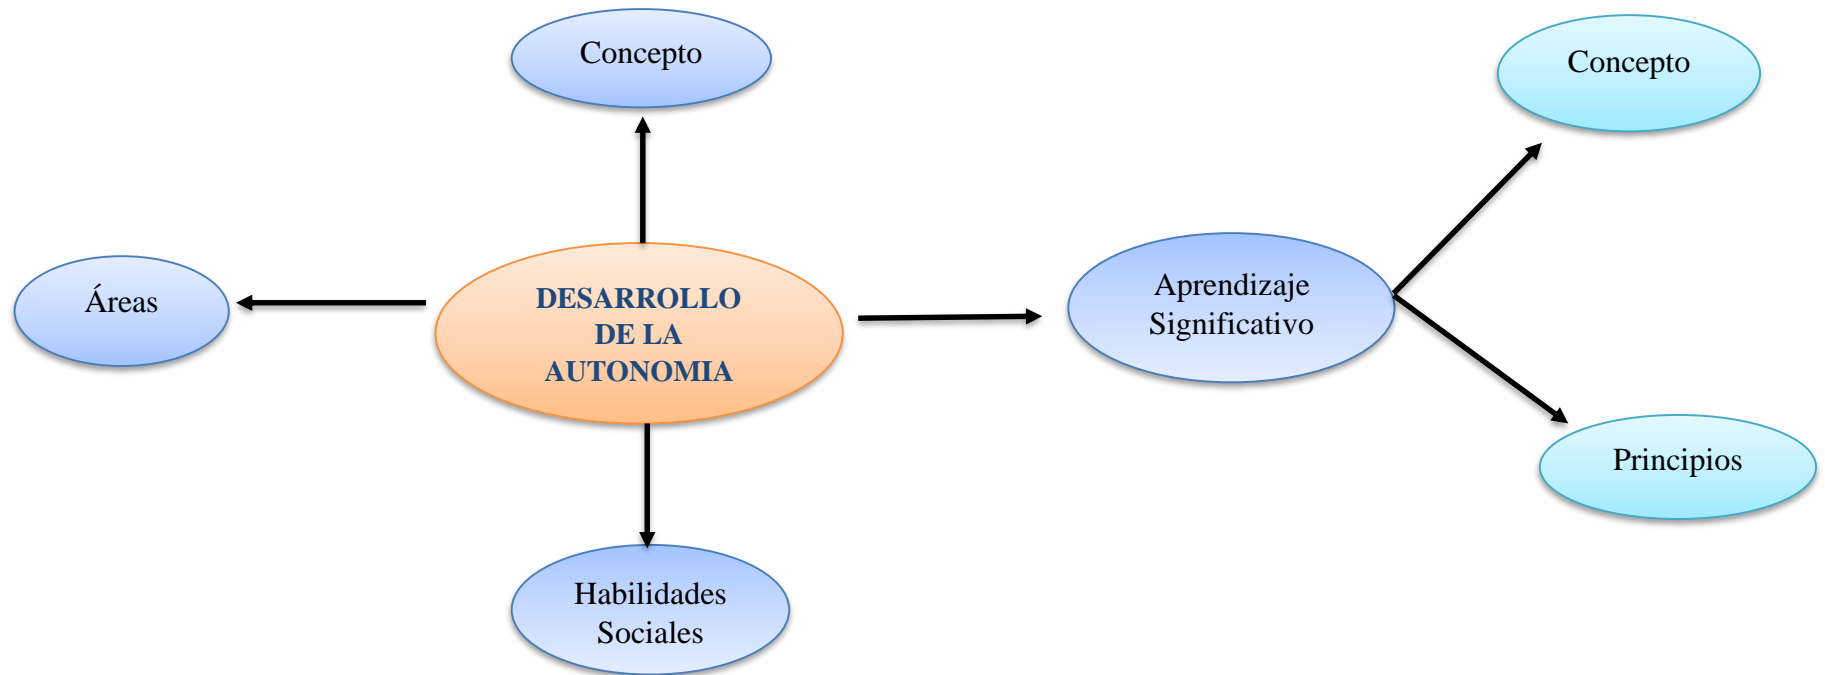 Concepto
Concepto
Áreas
DESARROLLO
DE LA
AUTONOMIA
Aprendizaje
Significativo
Principios
Habilidades
Sociales